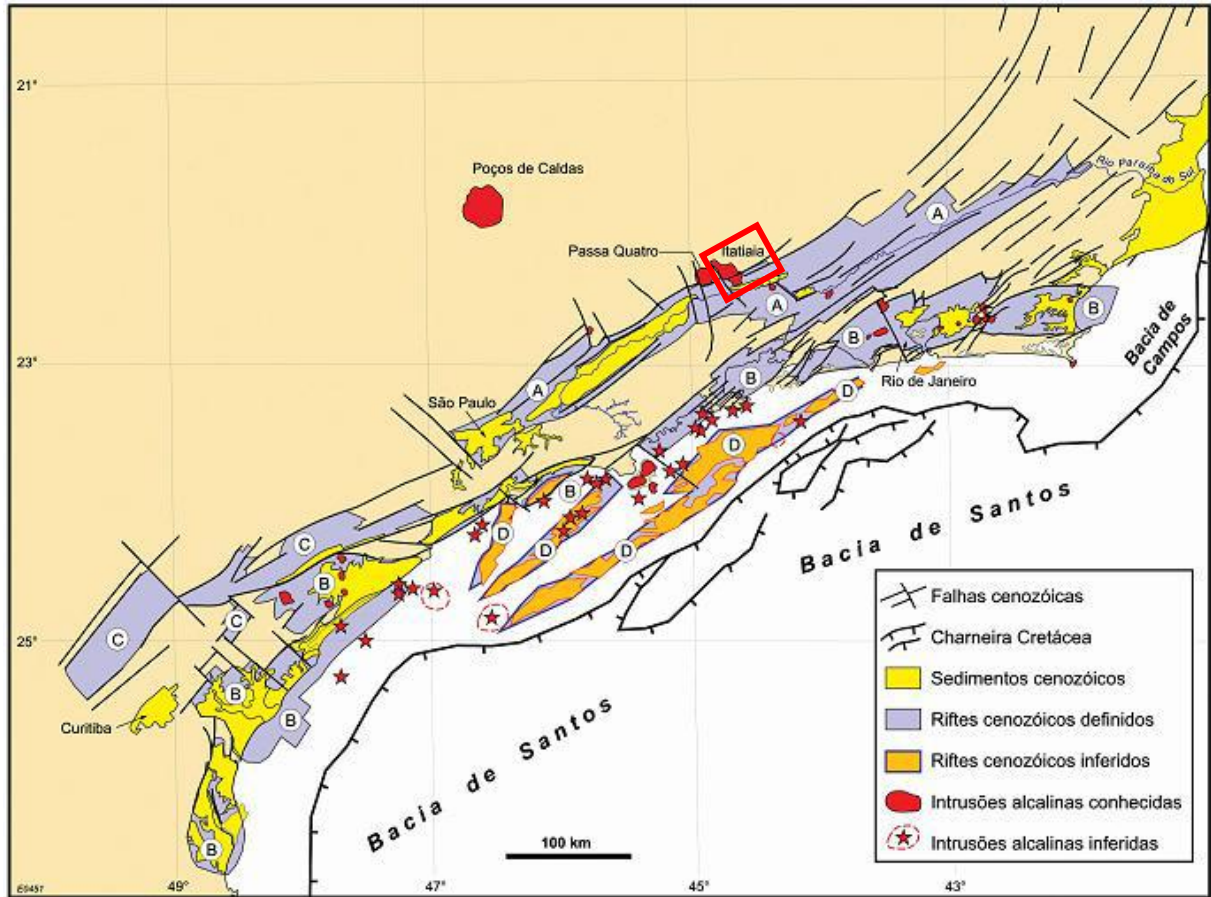 21°
Poços de Caldas
Rio Paraíba do Sul
A
Passa Quatro
Itatiaia
A
B
B
Bacia de Campos
23°
B
Rio de Janeiro
A
São Paulo
D
D
B
D
D
D
C
B
C
C
25°
B
B
Curitiba
B
Bacia de Santos
Bacia de Santos
100 km
Falhas cenozóicas
Charneira Cretácea
Sedimentos cenozóicos
Riftes cenozóicos definidos
Riftes cenozóicos inferidos
Intrusões alcalinas conhecidas
Intrusões alcalinas inferidas
E9457
49°
47°
45°
43°